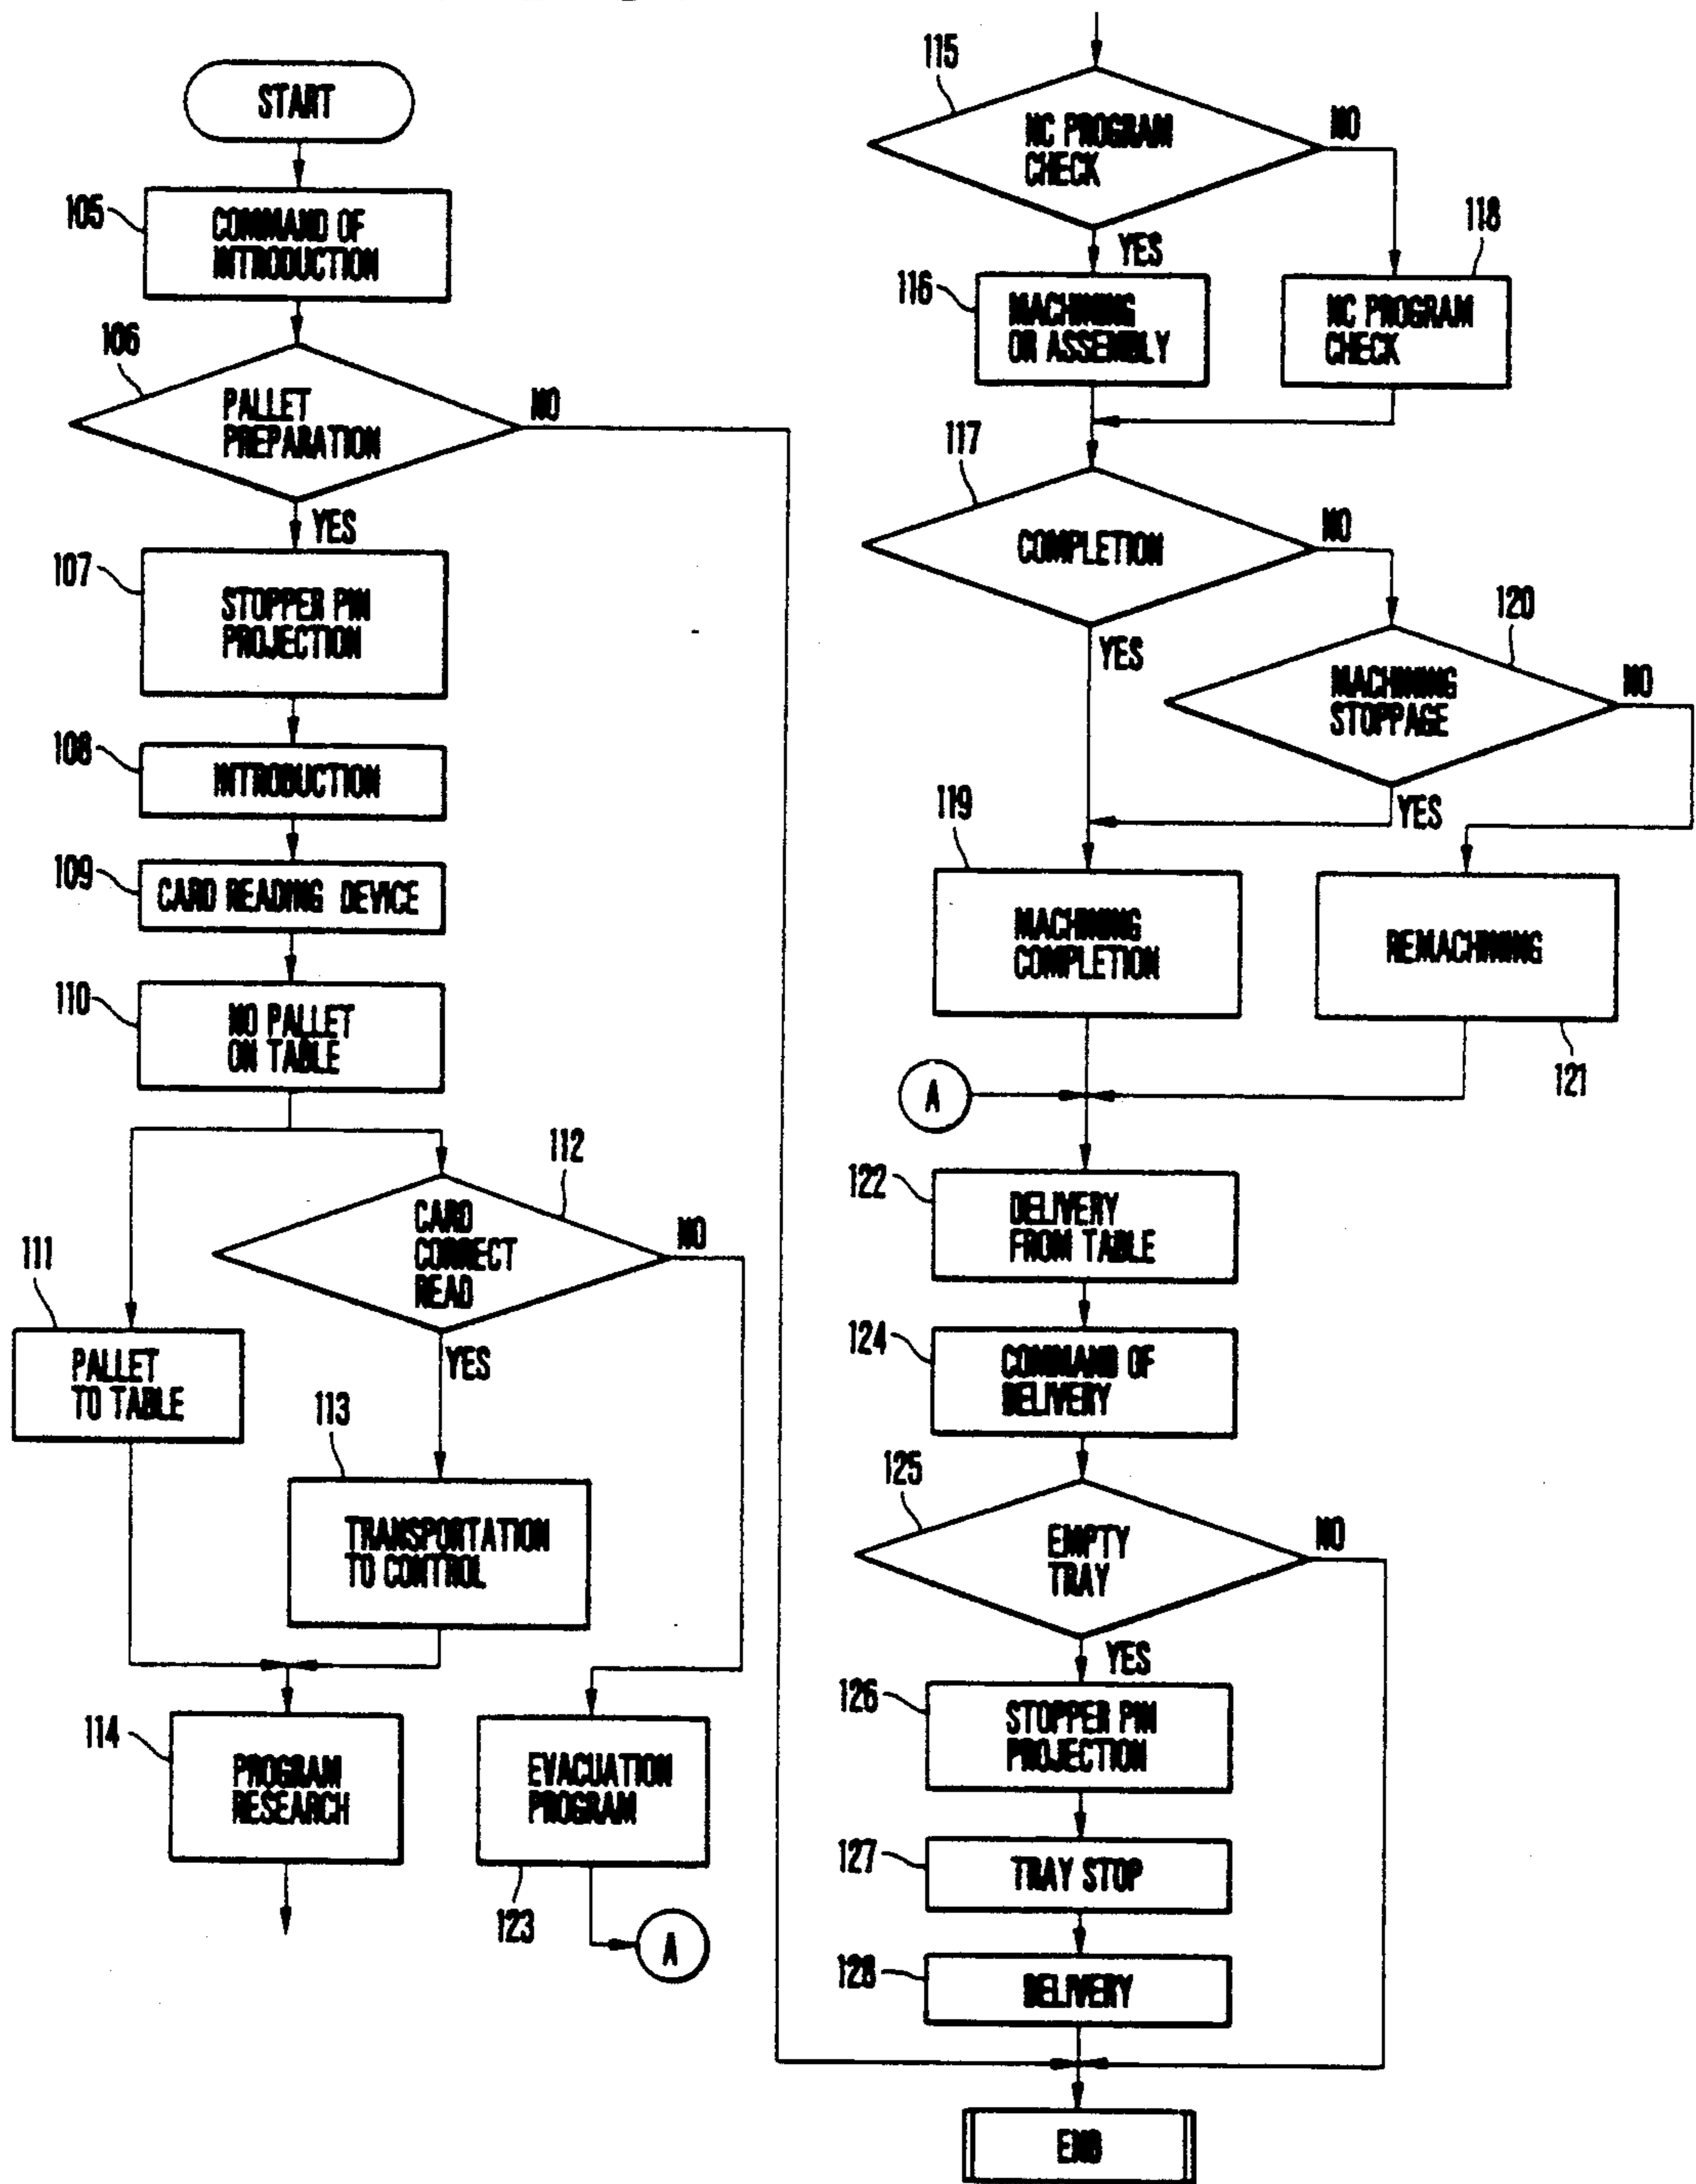 START
105
COMMAND OF
INTRODUCTION
106
PALLET
PREPARATION
NO
YES
107
STOPPER PIN
PROJECTION
108
INTRODUCTION
109
CARD READING DEVICE
110
NO PALLET
ON TABLE
112
CARD
CORRECT
READ
NO
YES
111
PALLET
TO TABLE
113
TRANSPORTATION
TO CONTROL
114
PROGRAM
RESEARCH
EVACUATION
PROGRAM
123
A
115
NC PROGRAM
CHECK
NO
YES
116
MACHINING
OR ASSEMBLY
118
NC PROGRAM
CHECK
117
COMPLETION
NO
YES
120
MACHINING
STOPPAGE
NO
YES
119
MACHINING
COMPLETION
REMACHINING
121
A
122
DELIVERY
FROM TABLE
124
COMMAND OF
DELIVERY
125
EMPTY
TRAY
NO
YES
126
STOPPER PIN
PROJECTION
127
TRAY STOP
128
DELIVERY
END